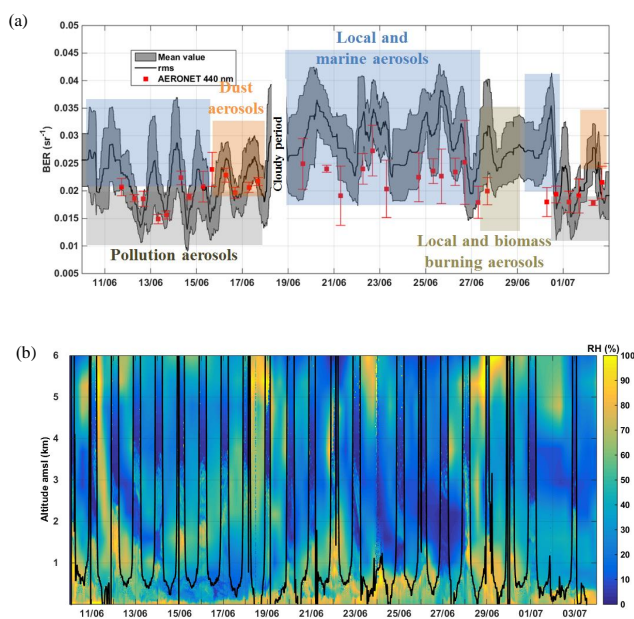 (a)
0.05
0.045
0.04
0.035
0.03
0.025
0.02
0.015
0.01
0.005
BER (sr⁻¹)
Mean value
rms
AERONET 440 nm
Local and
marine aerosols
Dust
aerosols
Cloudy period
Pollution aerosols
Local and biomass
burning aerosols
11/06 13/06 15/06 17/06 19/06 21/06 23/06 25/06 27/06 29/06 01/07
(b)
RH (%)
6
5
4
3
2
1
Altitude amsl (km)
100
90
80
70
60
50
40
30
20
10
0
11/06 13/06 15/06 17/06 19/06 21/06 23/06 25/06 27/06 29/06 01/07 03/07